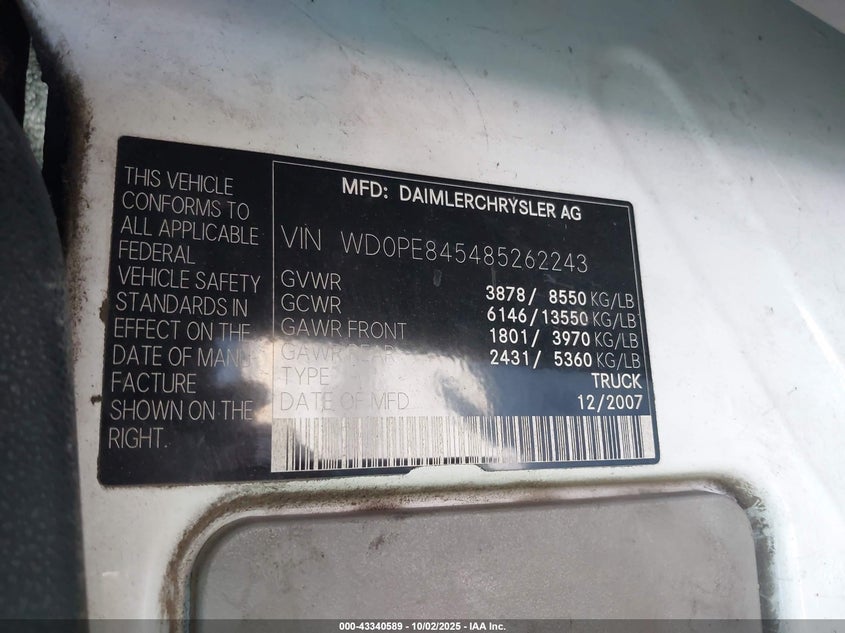 THIS VEHICLE
CONFORMS TO
ALL APPLICABLE
FEDERAL
VEHICLE SAFETY
STANDARDS IN
EFFECT ON THE
DATE OF MANU
FACTURE
SHOWN ON THE
RIGHT.
MFD: DAIMLERCHRYSLER AG
VIN WD0PE845485262243
GVWR 3878/ 8550 KG/LB
GCWR 6146/13550 KG/LB
GAWR FRONT 1801/ 3970 KG/LB
GAWR REAR 2431/ 5360 KG/LB
TYPE TRUCK
DATE OF MFD 12/2007
000-43340589 - 10/02/2025 - IAA Inc.